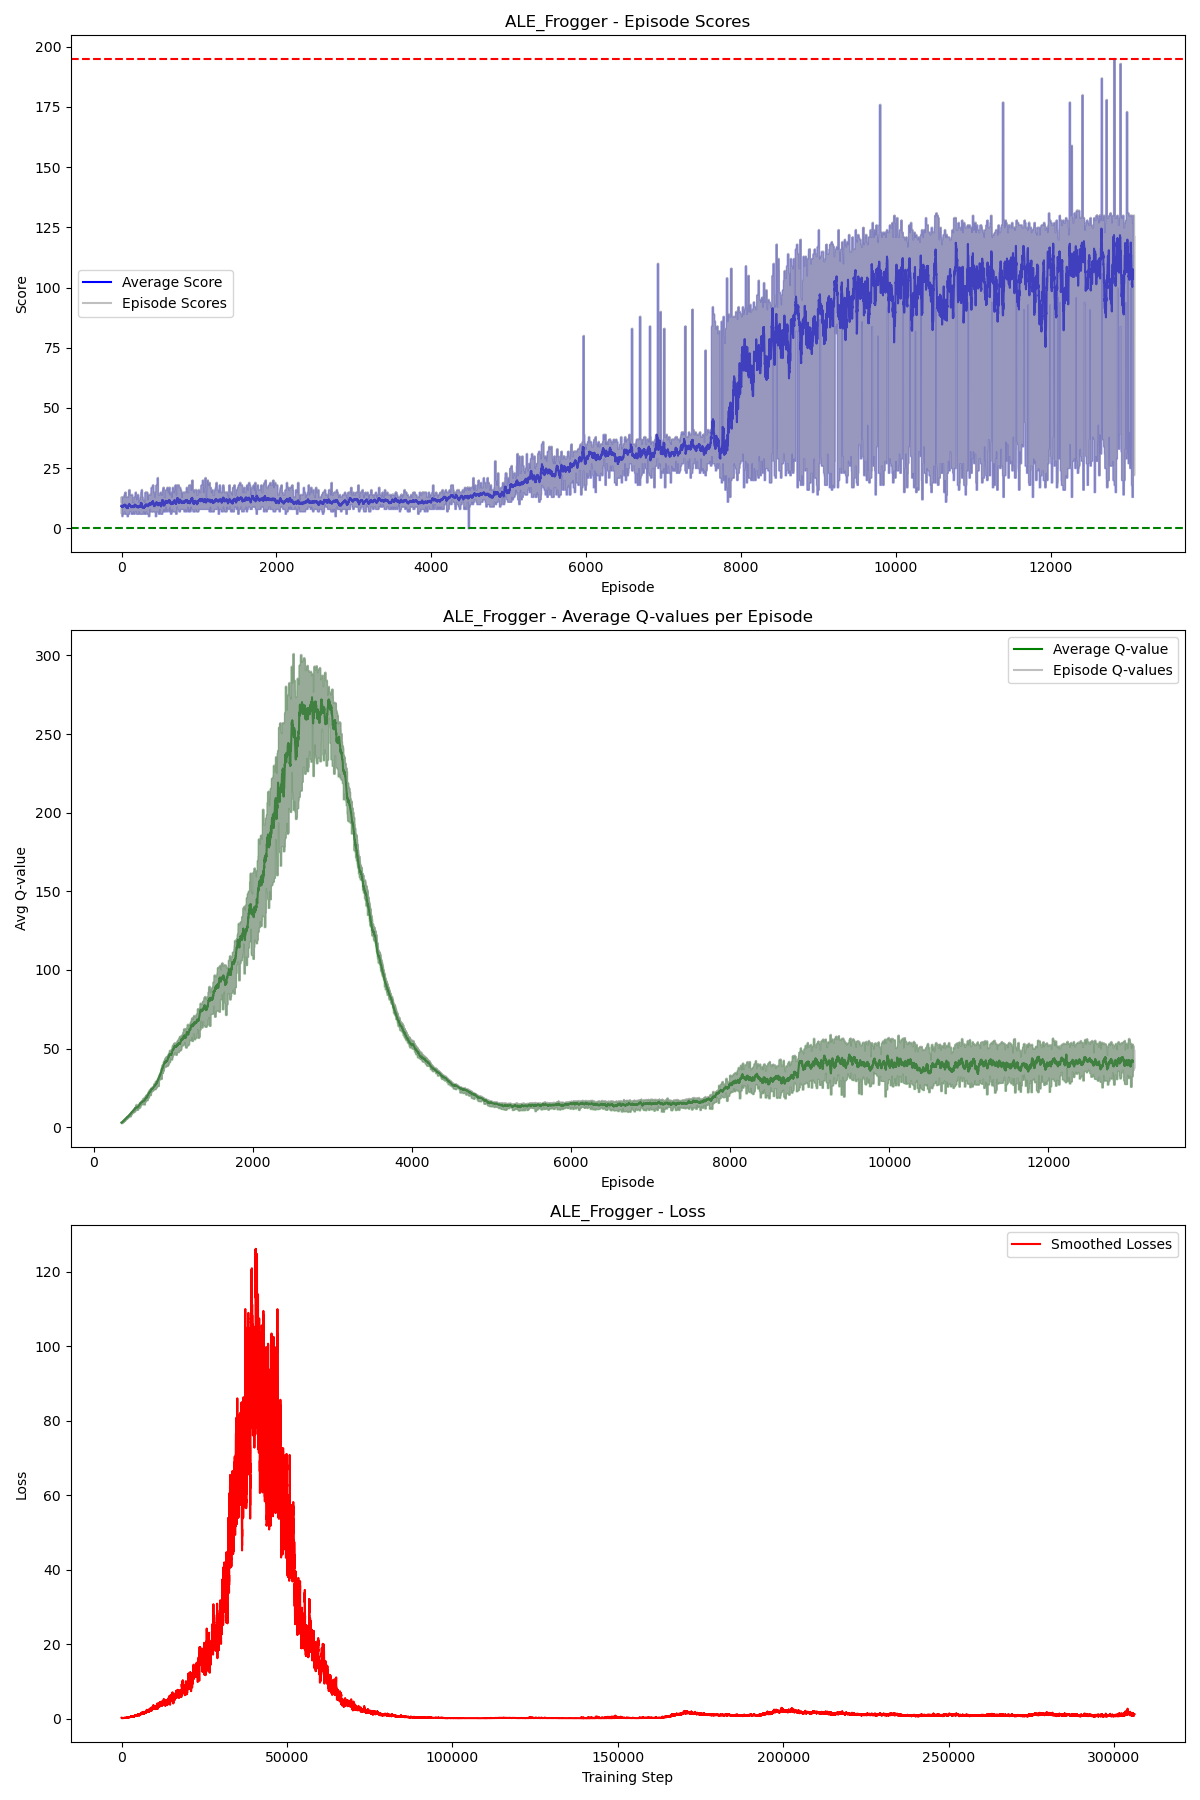 ALE_Frogger - Episode Scores
200
175
150
125
100
75
50
25
0
Score
Average Score
Episode Scores
0 2000 4000 6000 8000 10000 12000
Episode
ALE_Frogger - Average Q-values per Episode
300
250
200
150
100
50
0
Avg Q-value
Average Q-value
Episode Q-values
0 2000 4000 6000 8000 10000 12000
Episode
ALE_Frogger - Loss
120
100
80
60
40
20
0
Loss
Smoothed Losses
0 50000 100000 150000 200000 250000 300000
Training Step